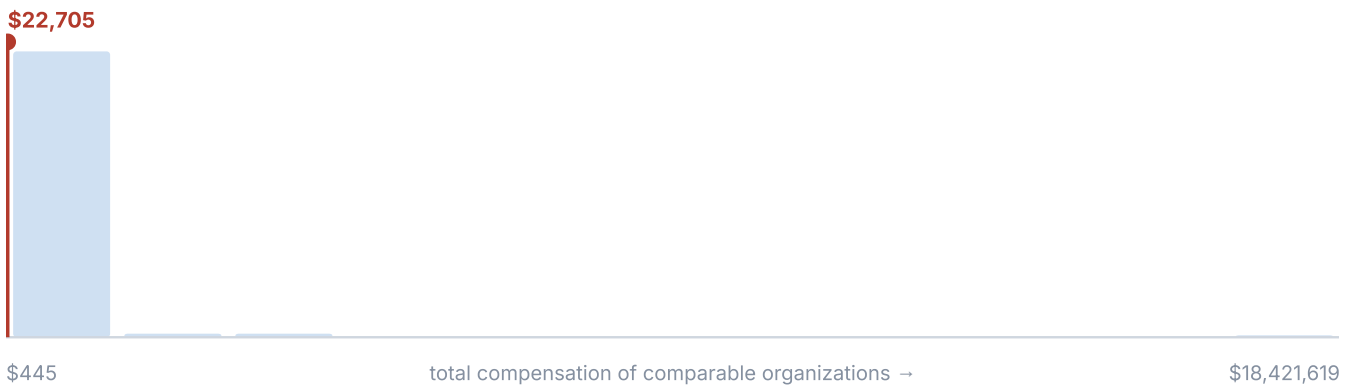 $22,705
$445 total compensation of comparable organizations → $18,421,619